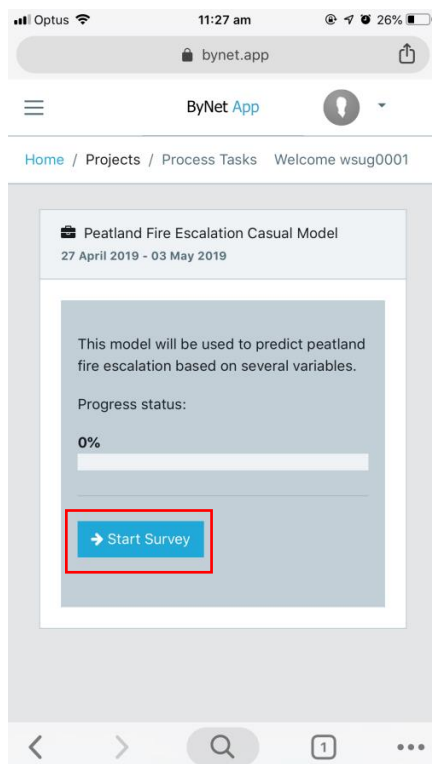 Optus 11:27 am 26%
bynet.app
ByNet App
Home / Projects / Process Tasks Welcome wsug0001
Peatland Fire Escalation Casual Model
27 April 2019 - 03 May 2019
This model will be used to predict peatland
fire escalation based on several variables.
Progress status:
0%
Start Survey
1